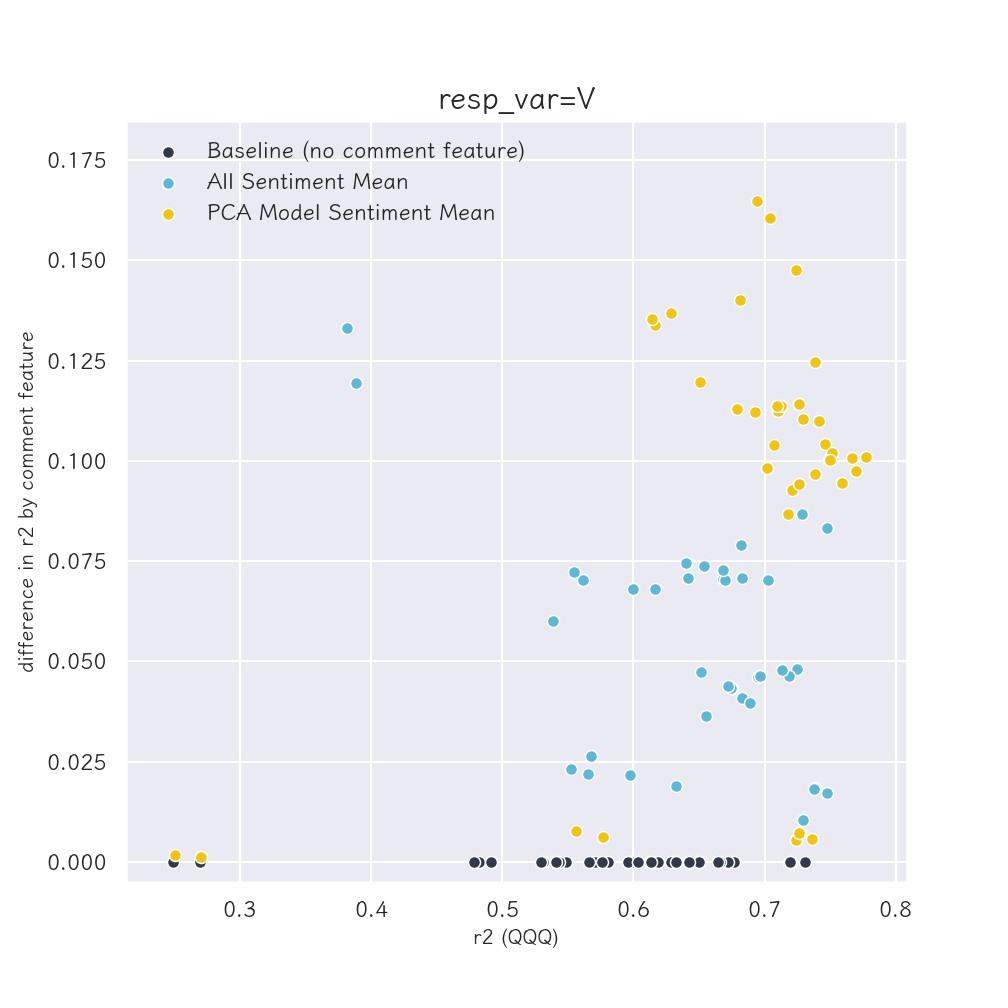 resp_var=V
Baseline (no comment feature)
All Sentiment Mean
PCA Model Sentiment Mean
difference in r2 by comment feature
0.175
0.150
0.125
0.100
0.075
0.050
0.025
0.000
0.3 0.4 0.5 0.6 0.7 0.8
r2 (QQQ)